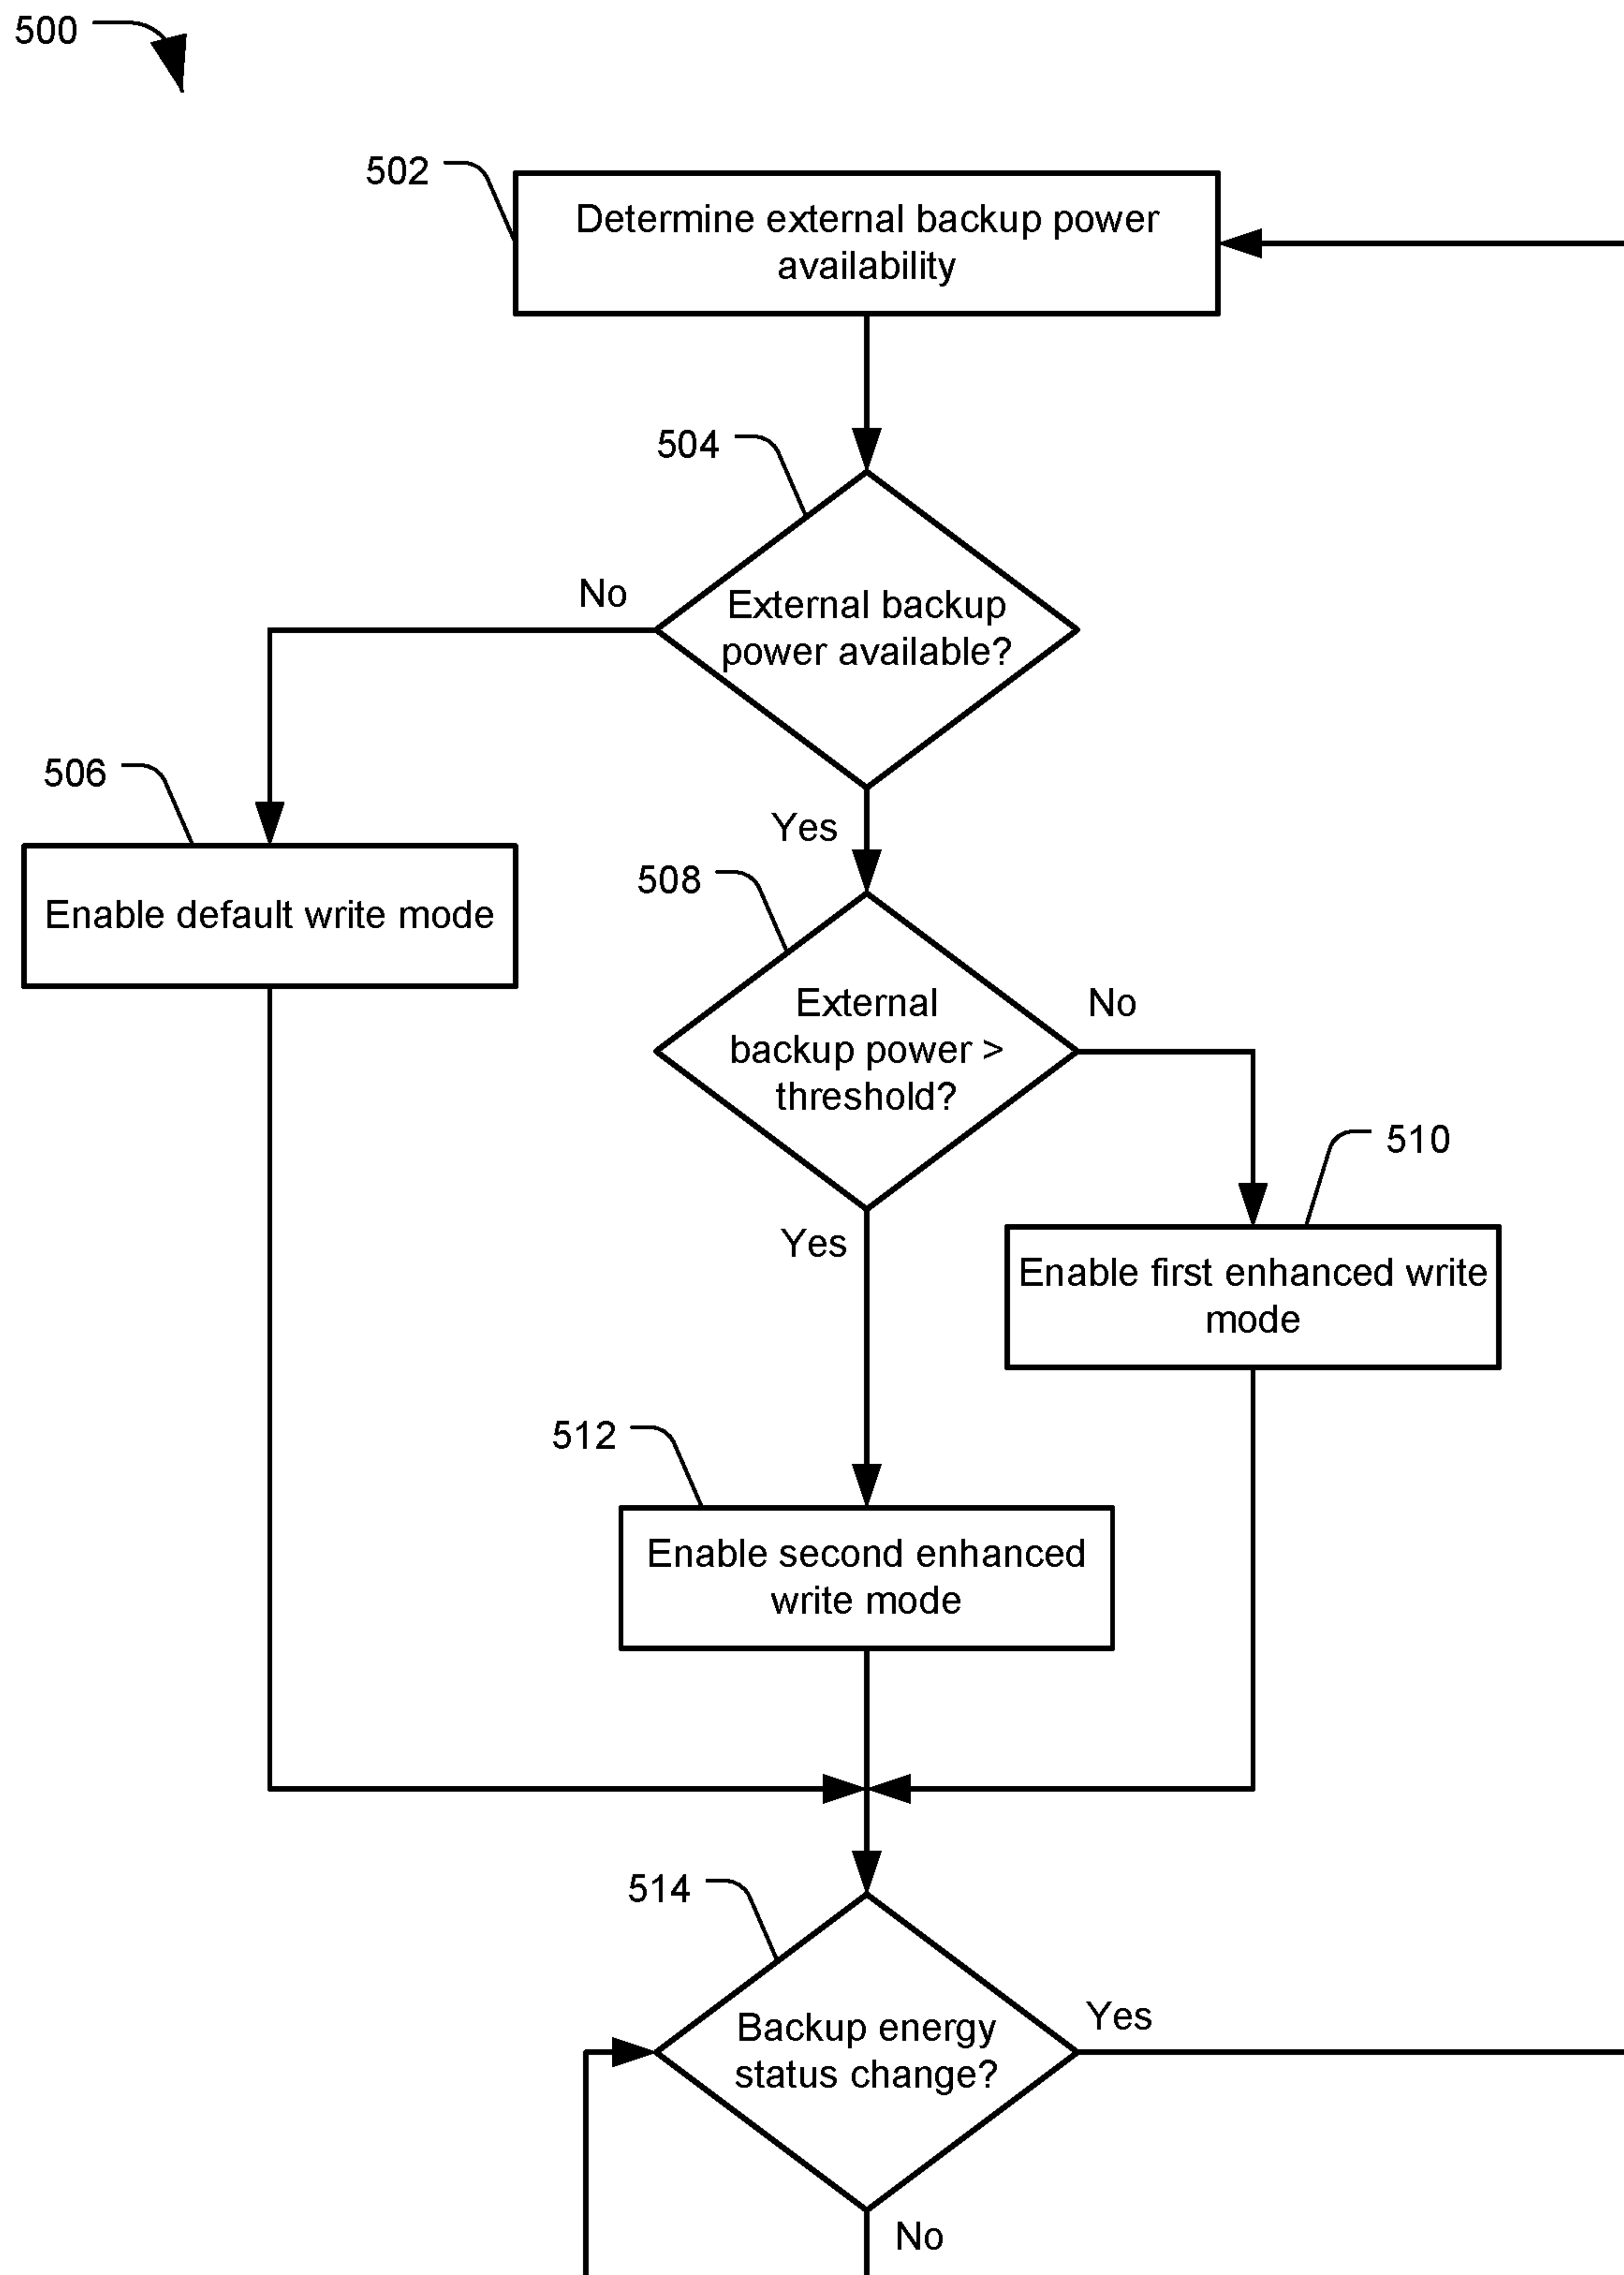 500
502
Determine external backup power
availability
504
No
External backup
power available?
506
Yes
Enable default write mode
508
External
backup power >
threshold?
No
510
Yes
Enable first enhanced write
mode
512
Enable second enhanced
write mode
514
Backup energy
status change?
Yes
No